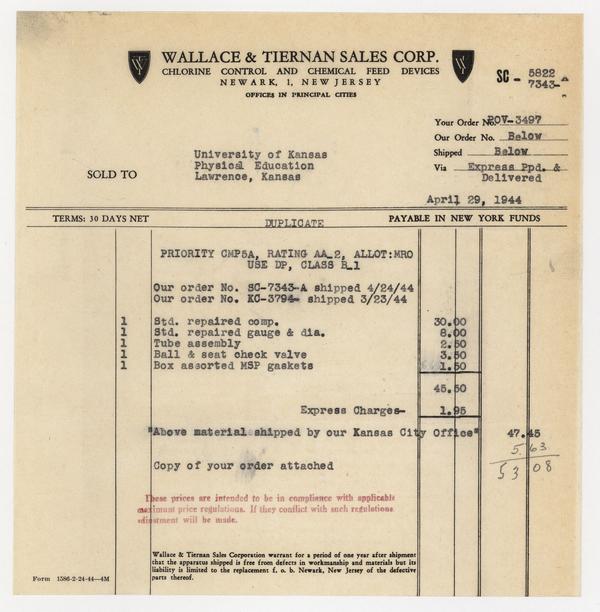 WALLACE & TIERNAN SALES CORP.
CHLORINE CONTROL AND CHEMICAL FEED DEVICES
NEWARK, 1, NEW JERSEY
OFFICES IN PRINCIPAL CITIES
SC - 5822
7343-A
Your Order No. POV-3497
Our Order No. Below
Shipped Below
Via Express Ppd. & Delivered
SOLD TO
University of Kansas
Physical Education
Lawrence, Kansas
April 29, 1944
TERMS: 30 DAYS NET DUPLICATE PAYABLE IN NEW YORK FUNDS
PRIORITY CMP5A, RATING AA_2, ALLOT:MRO
USE DP, CLASS B_1
Our order No. SC-7343-A shipped 4/24/44
Our order No. KC-3794- shipped 3/23/44
1 Std. repaired comp. 30.00
1 Std. repaired gauge & dia. 8.00
1 Tube assembly 2.50
1 Ball & seat check valve 3.50
1 Box assorted MSP gaskets 1.50
45.50
Express Charges- 1.95
"Above material shipped by our Kansas City Office" 47.45
5.63
53 08
Copy of your order attached
These prices are intended to be in compliance with applicable
maximum price regulations. If they conflict with such regulations
adjustment will be made.
Wallace & Tiernan Sales Corporation warrant for a period of one year after shipment
that the apparatus shipped is free from defects in workmanship and materials but its
liability is limited to the replacement f. o. b. Newark, New Jersey of the defective
parts thereof.
Form 1586-2-24-44—4M